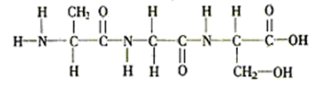 CH₃ O
H H H H O
H–N–C–C–N–C–C–N–C–C–OH
H H H O CH₂–OH